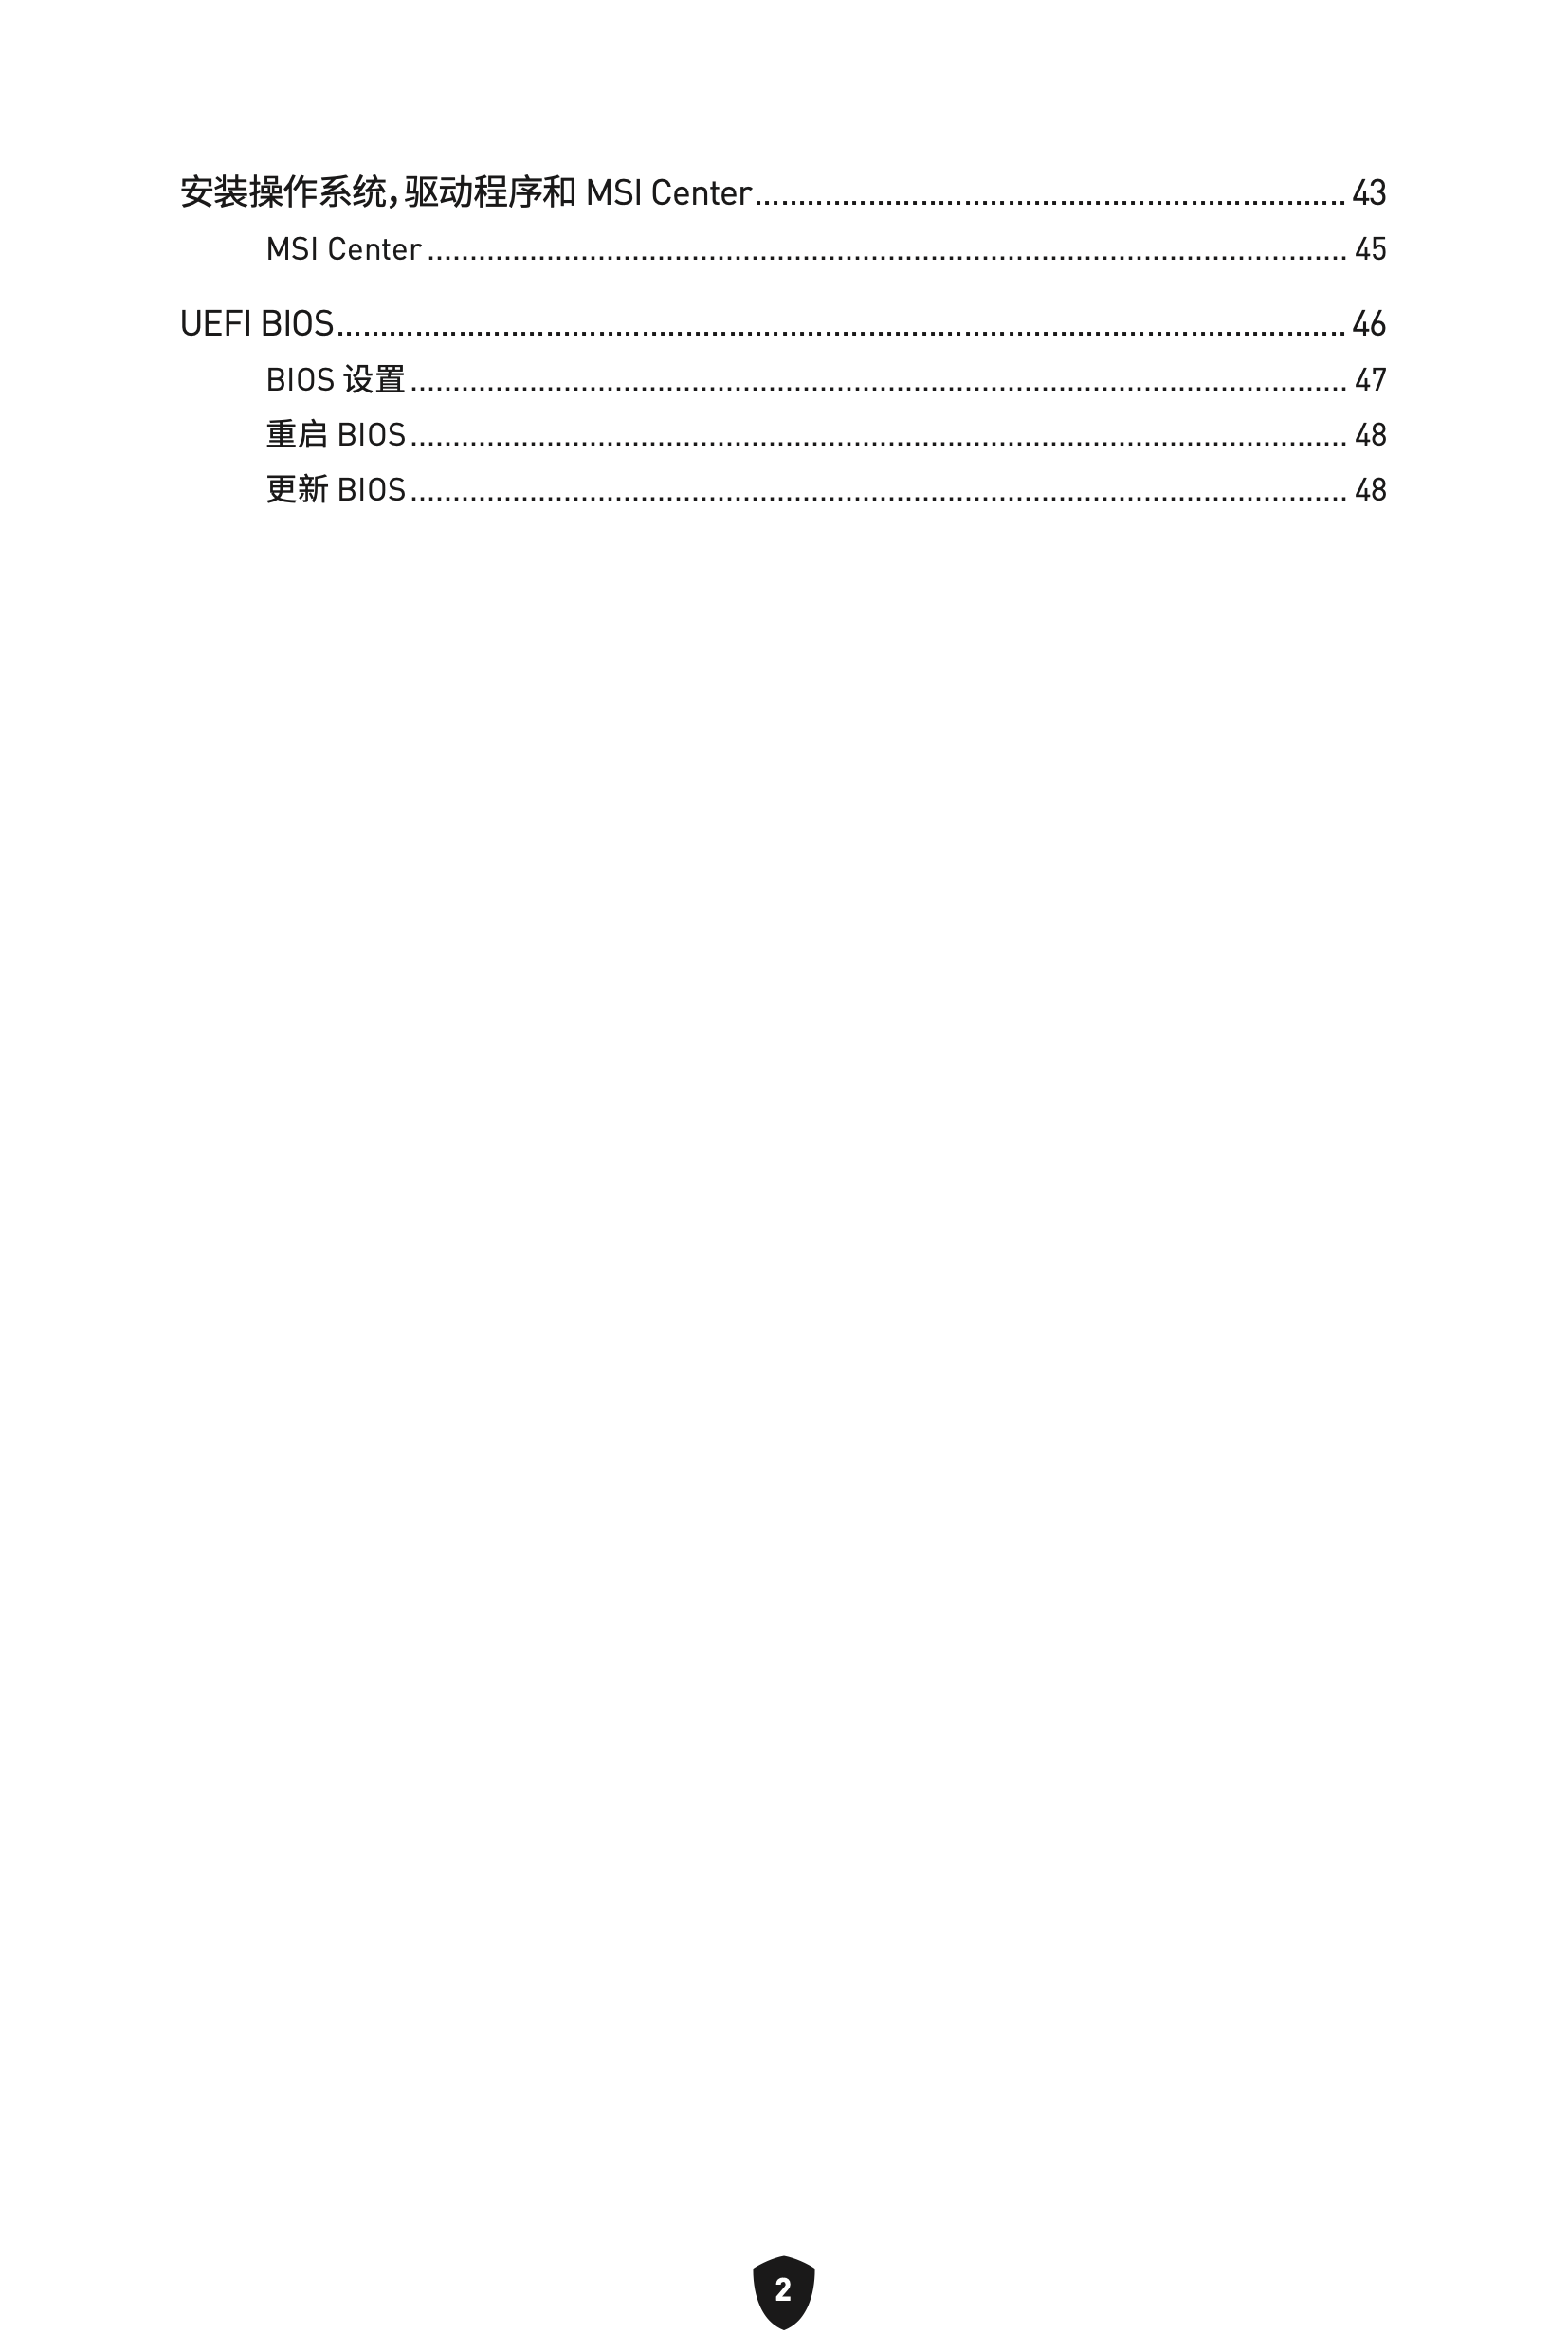 安装操作系统，驱动程序和 MSI Center.................................................................... 43
MSI Center ............................................................................................................ 45
UEFI BIOS.................................................................................................................... 46
BIOS 设置.............................................................................................................. 47
重启 BIOS.............................................................................................................. 48
更新 BIOS.............................................................................................................. 48
2